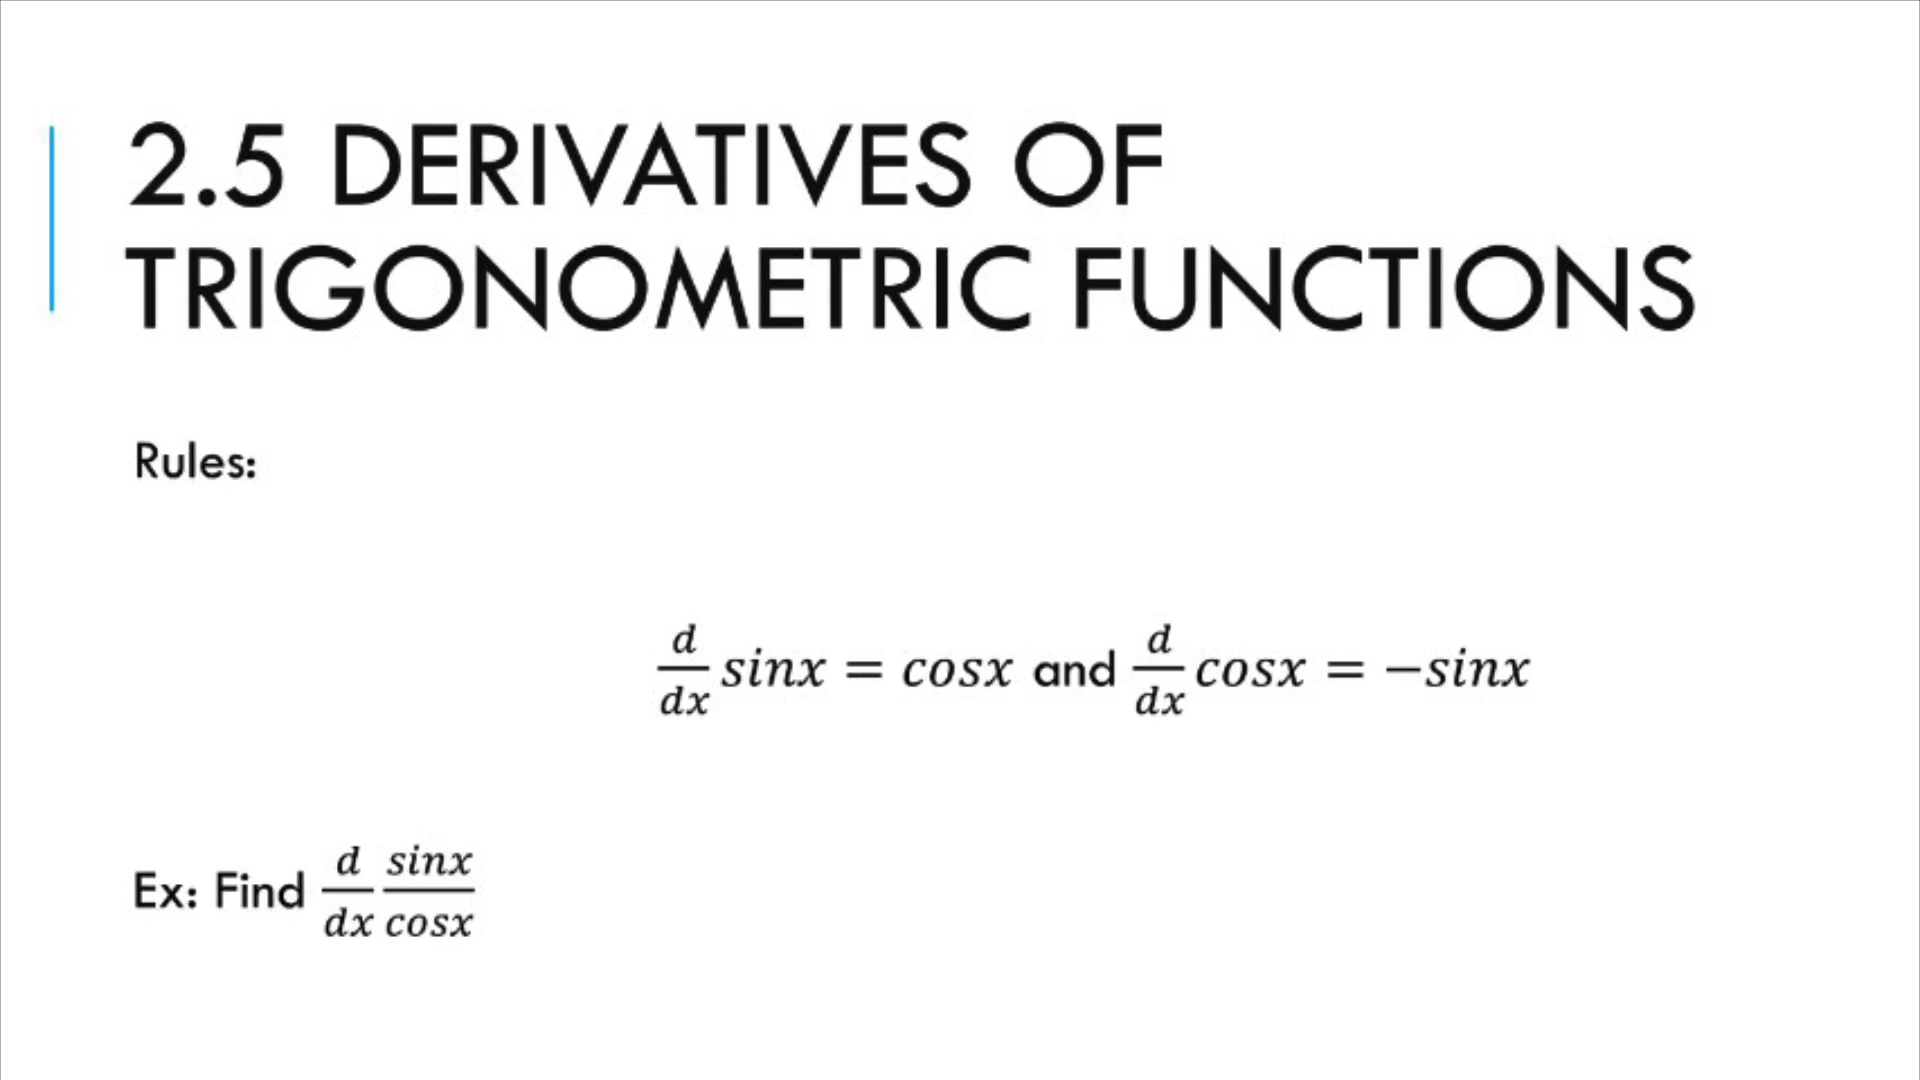 2.5 DERIVATIVES OF
TRIGONOMETRIC FUNCTIONS
Rules:
d/dx sinx = cosx and d/dx cosx = −sinx
Ex: Find d/dx sinx/cosx